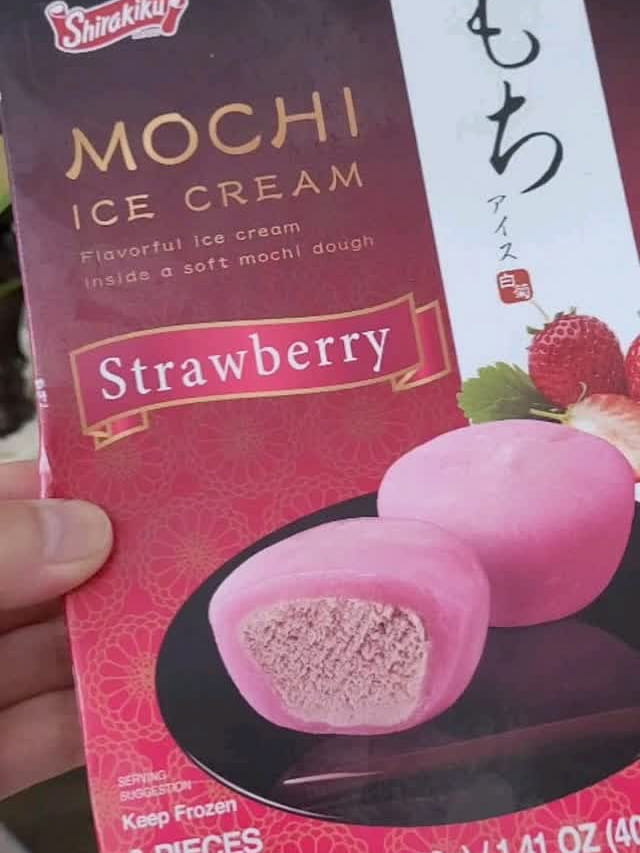 Shirakiku
MOCHI
ICE CREAM
Flavorful ice cream
inside a soft mochi dough
Strawberry
もち
アイス
白菊
SERVING
SUGGESTION
Keep Frozen
PIECES
1.41 OZ (40